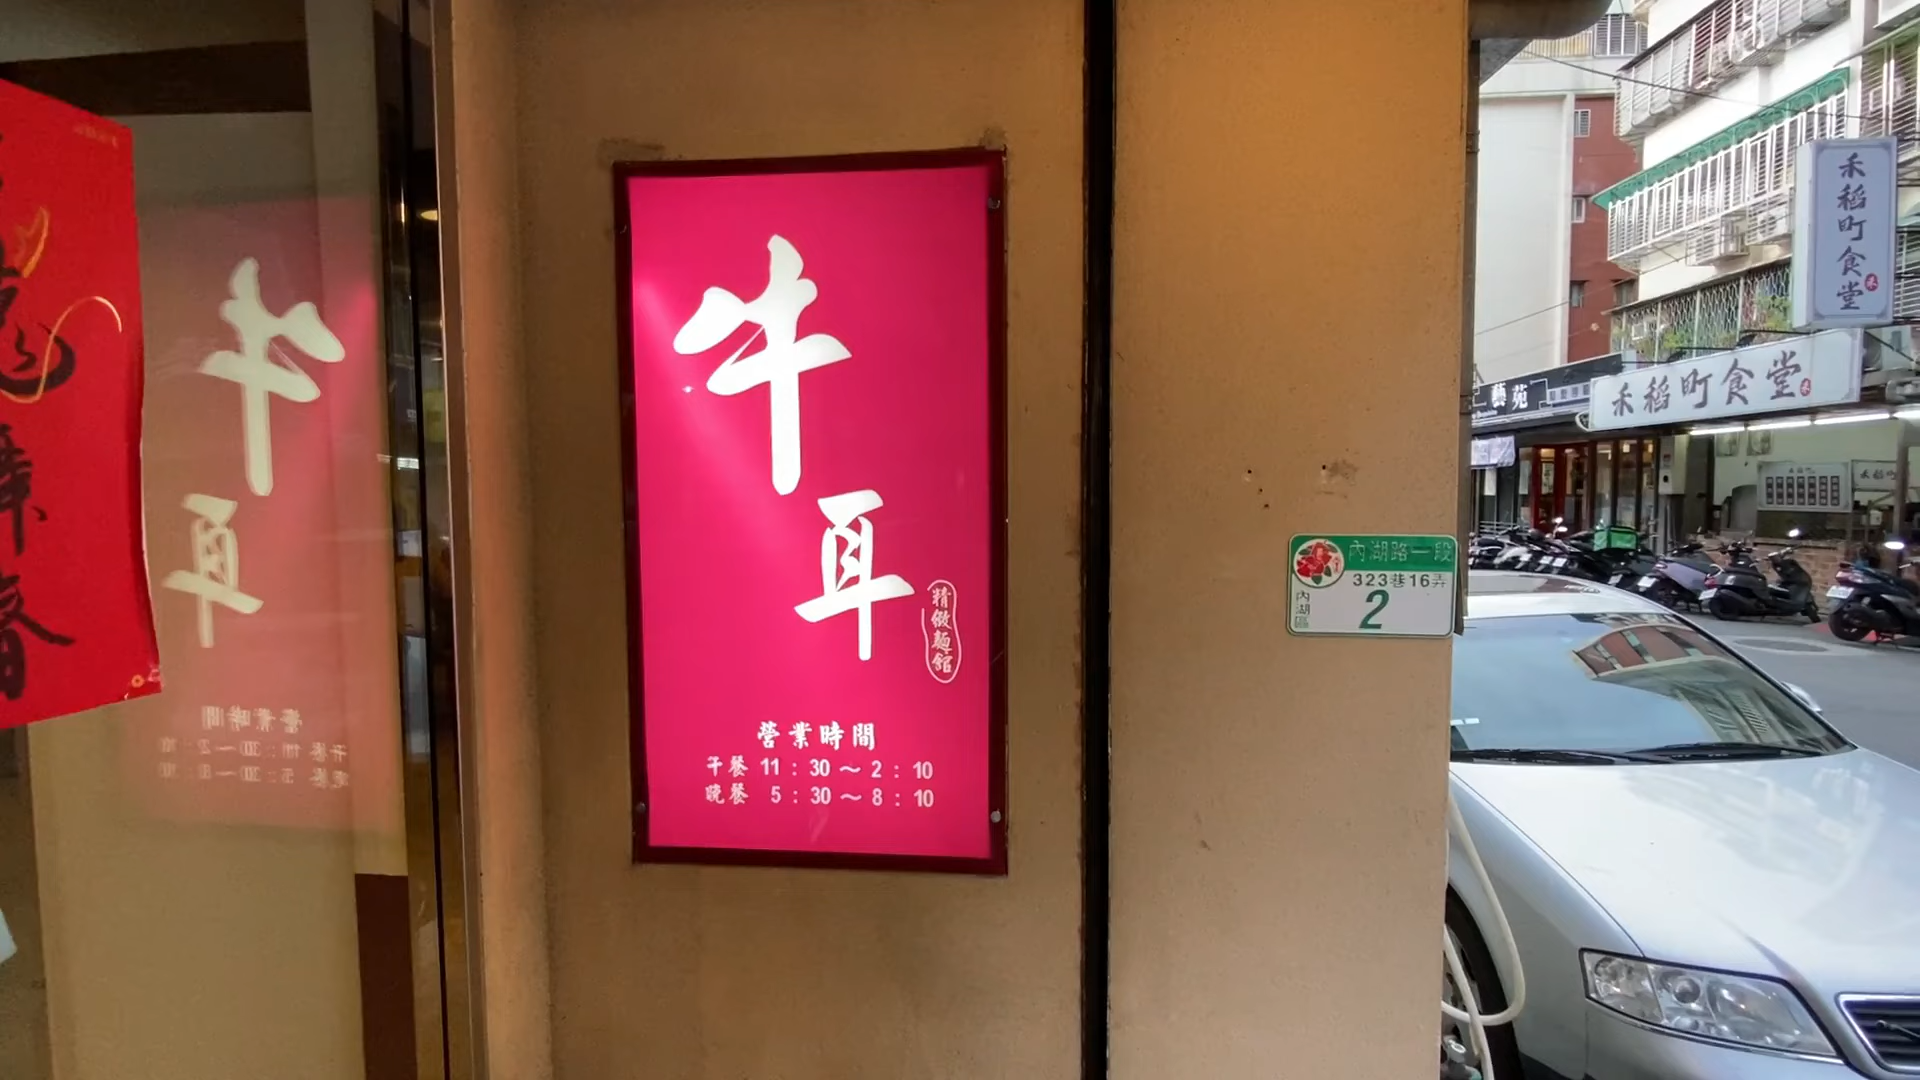 牛耳
精緻麵館
營業時間
午餐 11:30~2:10
晚餐 5:30~8:10
內湖路一段
323巷16弄
內湖區
2
禾稻町食堂
禾稻町食堂
藝苑
春